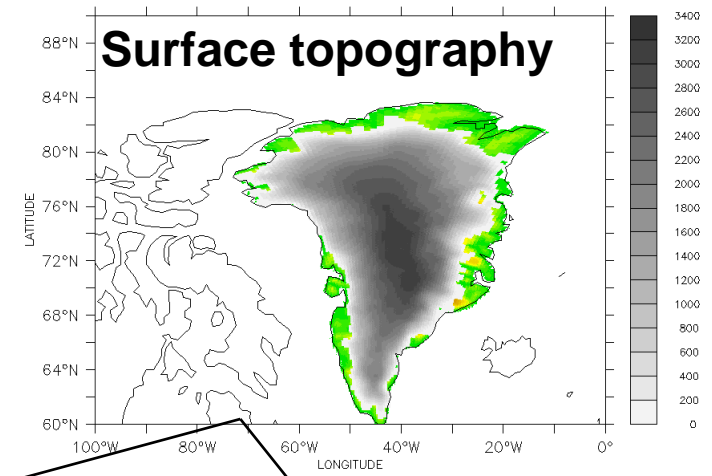 Surface topography
88°N
84°N
80°N
76°N
72°N
68°N
64°N
60°N
LATITUDE
100°W 80°W 60°W 40°W 20°W 0°
LONGITUDE
3400
3200
3000
2800
2600
2400
2200
2000
1800
1600
1400
1200
1000
800
600
400
200
0